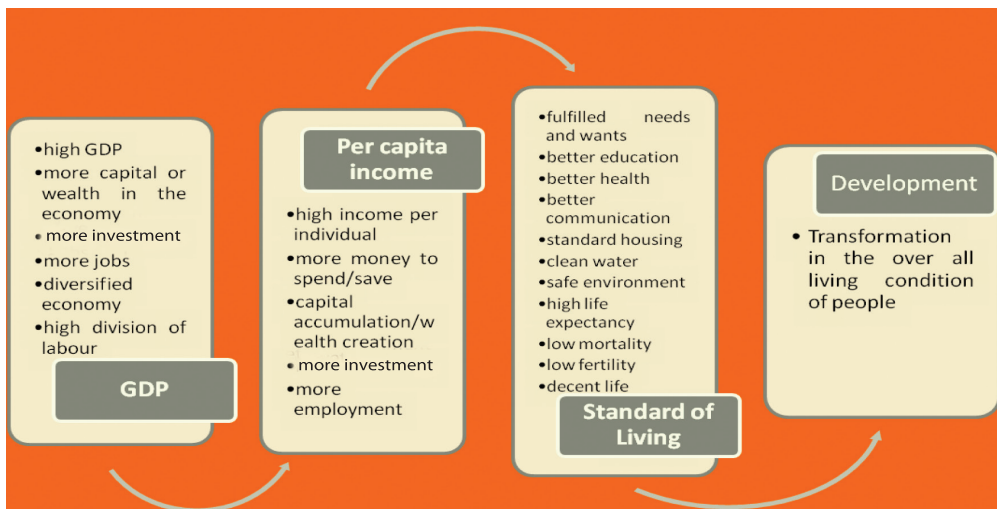 •high GDP
•more capital or
wealth in the
economy
• more investment
•more jobs
•diversified
economy
•high division of
labour
GDP
Per capita
income
•high income per
individual
•more money to
spend/save
•capital
accumulation/w
ealth creation
• more investment
•more
employment
•fulfilled needs
and wants
•better education
•better health
•better
communication
•standard housing
•clean water
•safe environment
•high life
expectancy
•low mortality
•low fertility
•decent life
Standard of
Living
Development
• Transformation
in the over all
living condition
of people